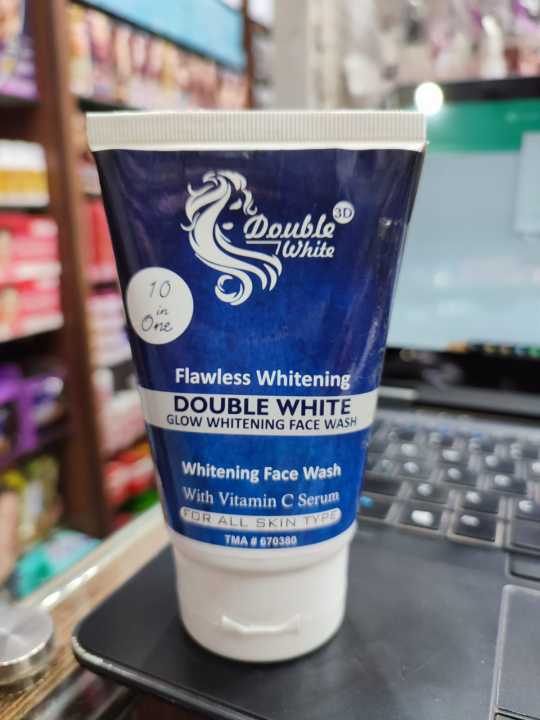 Double 3D
White
10
in
One
Flawless Whitening
DOUBLE WHITE
GLOW WHITENING FACE WASH
Whitening Face Wash
With Vitamin C Serum
FOR ALL SKIN TYPE
TMA # 670380